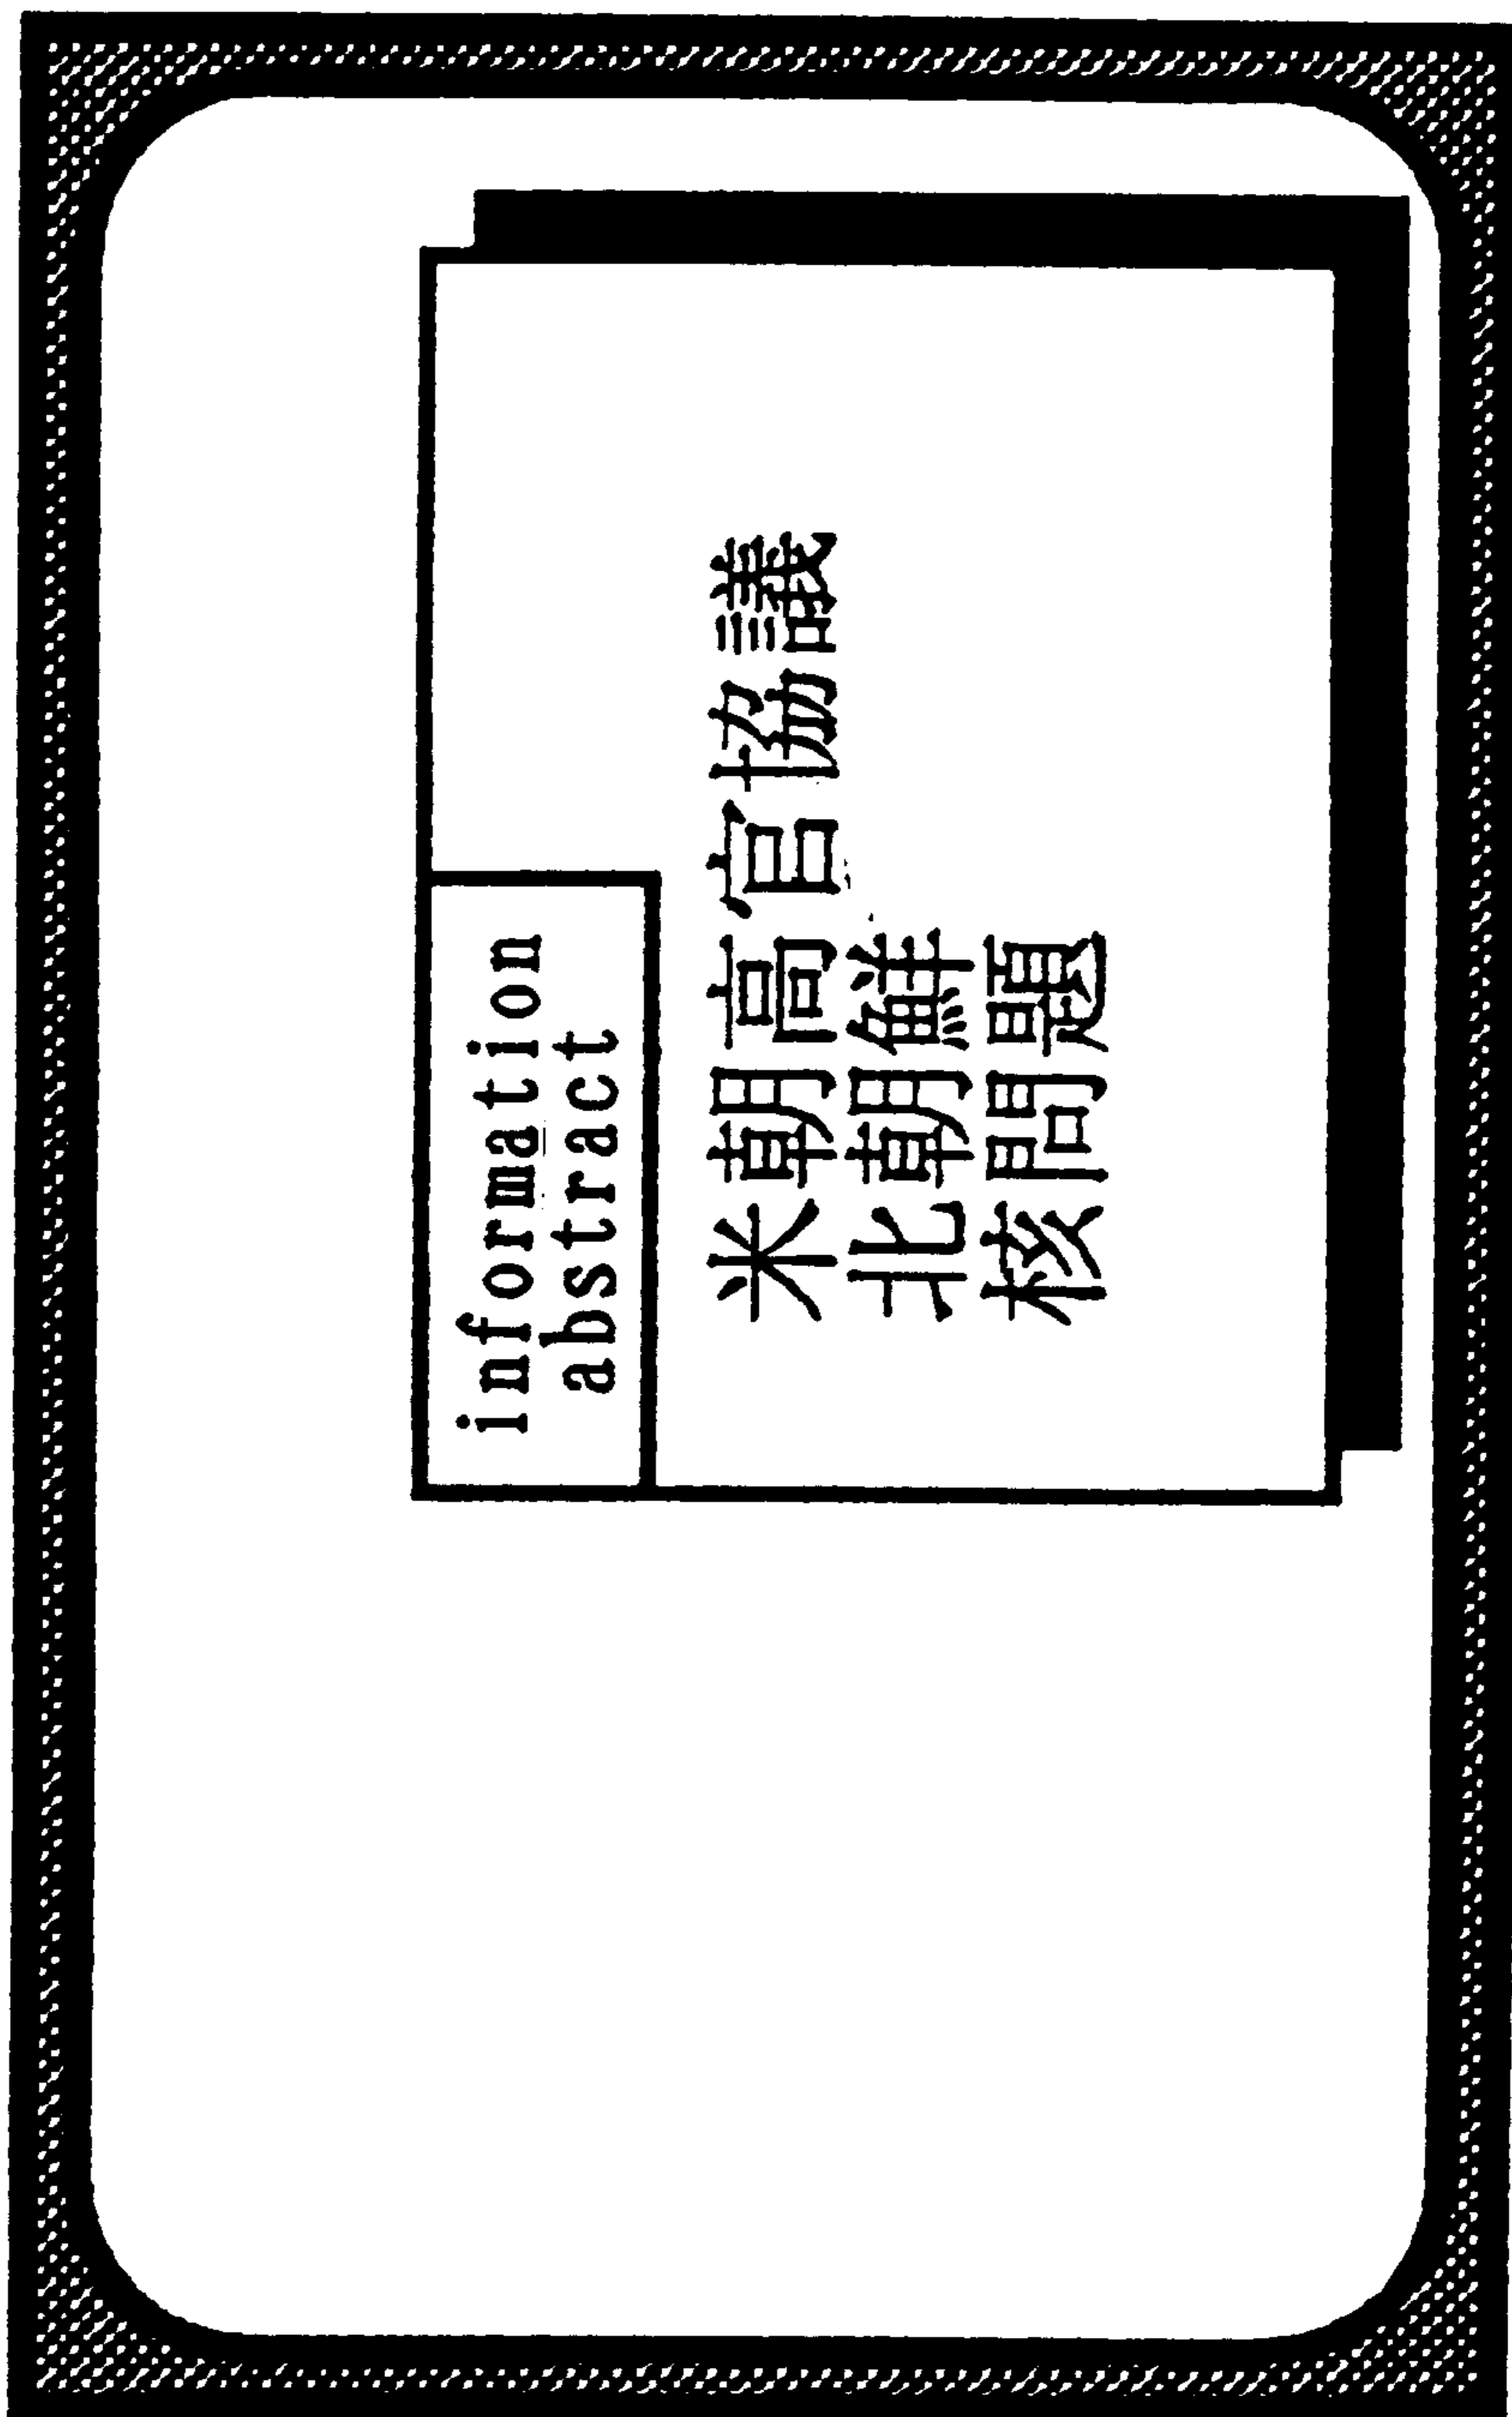 information
abstract
米朝高官協議
北朝鮮
核問題